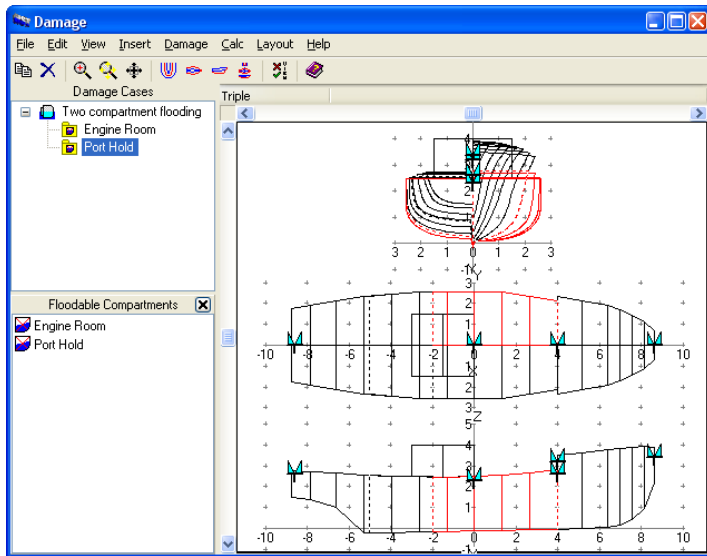 Damage
File Edit View Insert Damage Calc Layout Help
Damage Cases
Two compartment flooding
Engine Room
Port Hold
Floodable Compartments
Engine Room
Port Hold
Triple
4
2
3 2 1 0 1 2 3
-1
Y
3
2
1
-10 -8 -6 -4 -2 0 2 4 6 8 10
X
1
2
3
Z
5
4
3
2
1
-10 -8 -6 -4 -2 0 2 4 6 8 10
-1
X